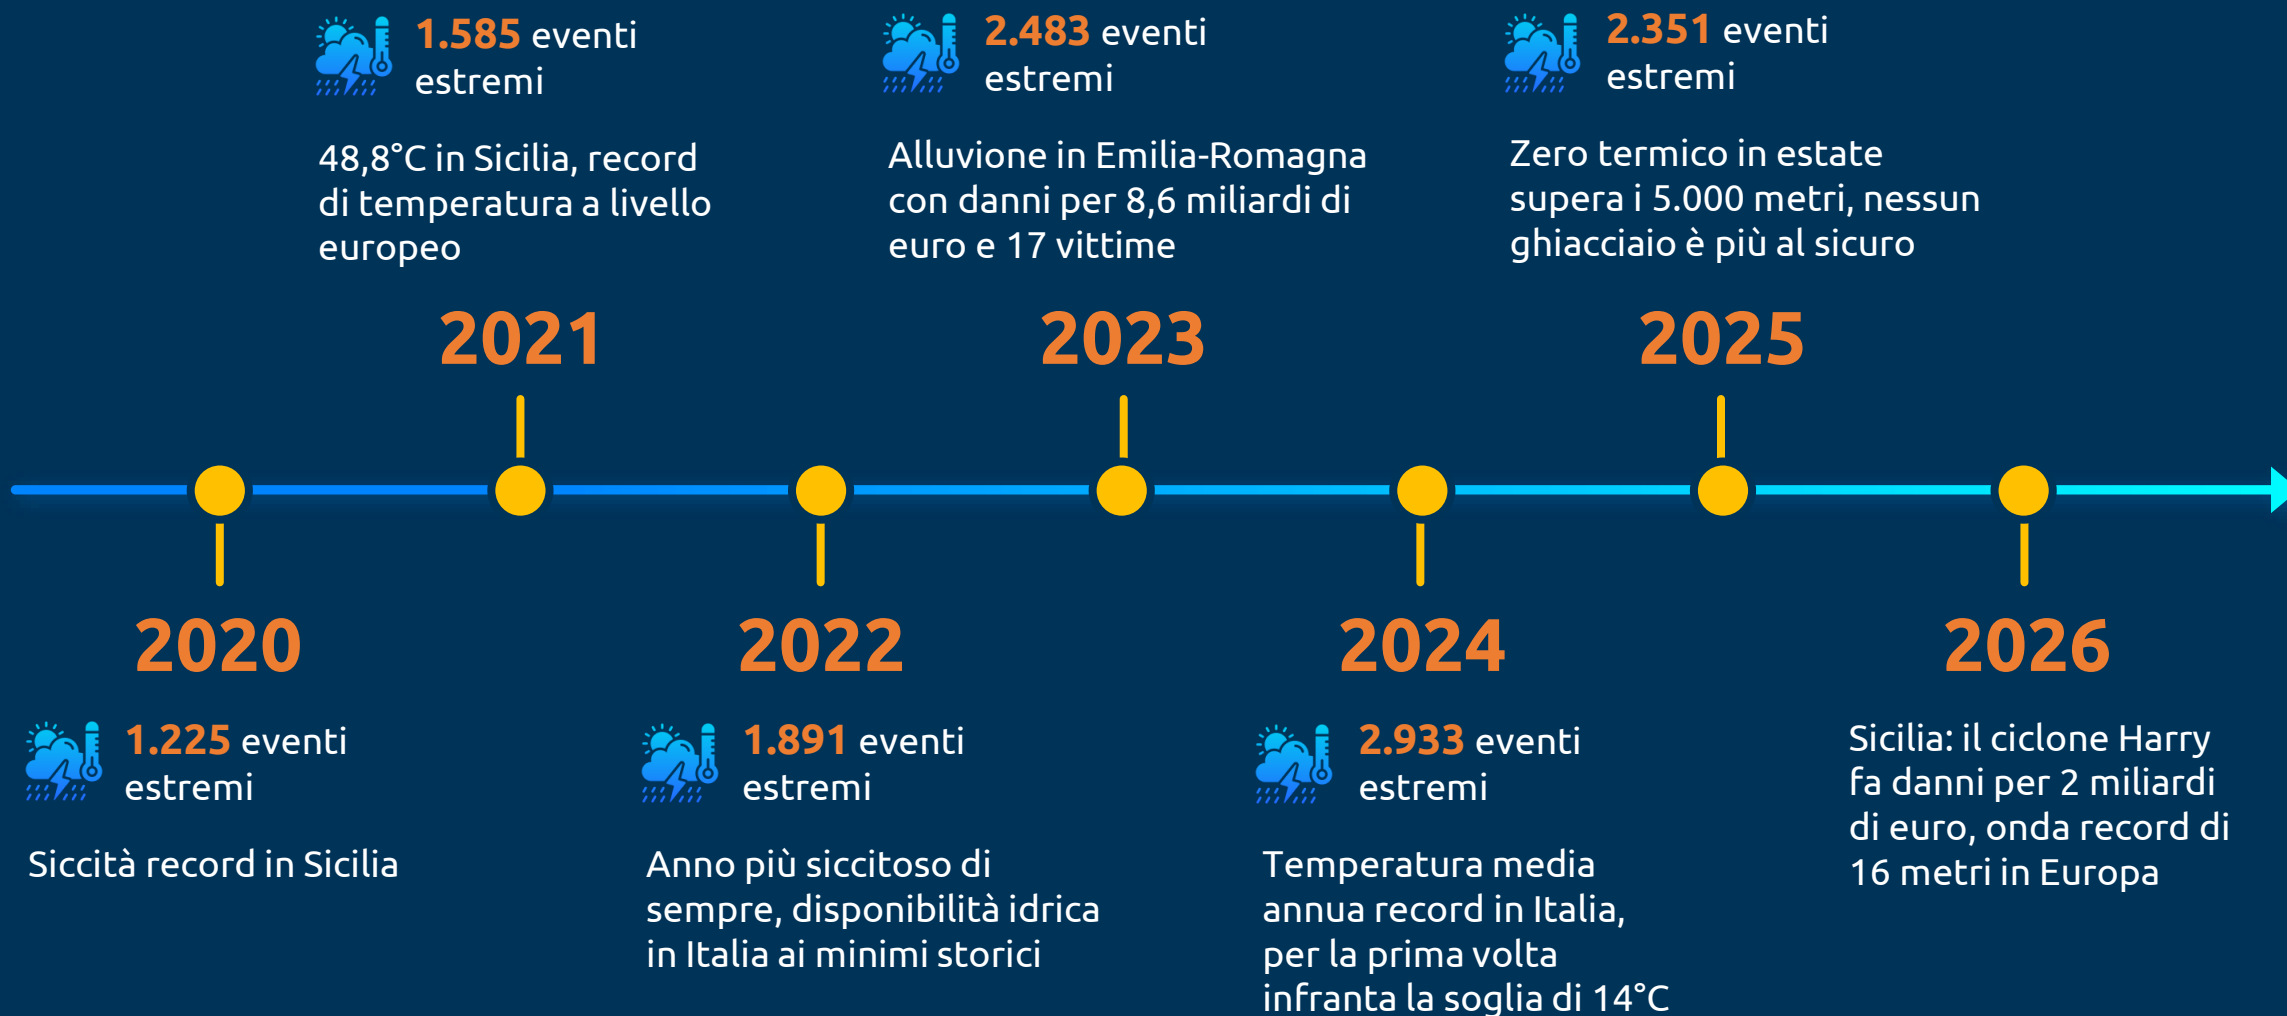 1.585 eventi
estremi
48,8°C in Sicilia, record
di temperatura a livello
europeo
2021
2.483 eventi
estremi
Alluvione in Emilia-Romagna
con danni per 8,6 miliardi di
euro e 17 vittime
2023
2.351 eventi
estremi
Zero termico in estate
supera i 5.000 metri, nessun
ghiacciaio è più al sicuro
2025
2020
1.225 eventi
estremi
Siccità record in Sicilia
2022
1.891 eventi
estremi
Anno più siccitoso di
sempre, disponibilità idrica
in Italia ai minimi storici
2024
2.933 eventi
estremi
Temperatura media
annua record in Italia,
per la prima volta
infranta la soglia di 14°C
2026
Sicilia: il ciclone Harry
fa danni per 2 miliardi
di euro, onda record di
16 metri in Europa